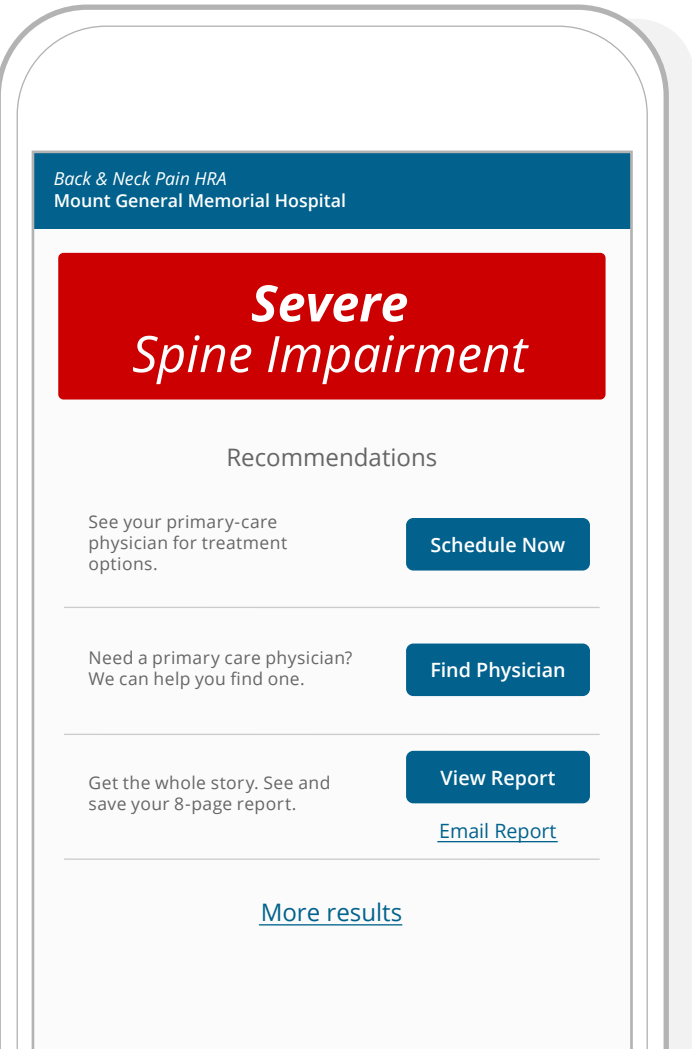 Back & Neck Pain HRA
Mount General Memorial Hospital
Severe
Spine Impairment
Recommendations
See your primary-care
physician for treatment
options.
Schedule Now
Need a primary care physician?
We can help you find one.
Find Physician
Get the whole story. See and
save your 8-page report.
View Report
Email Report
More results